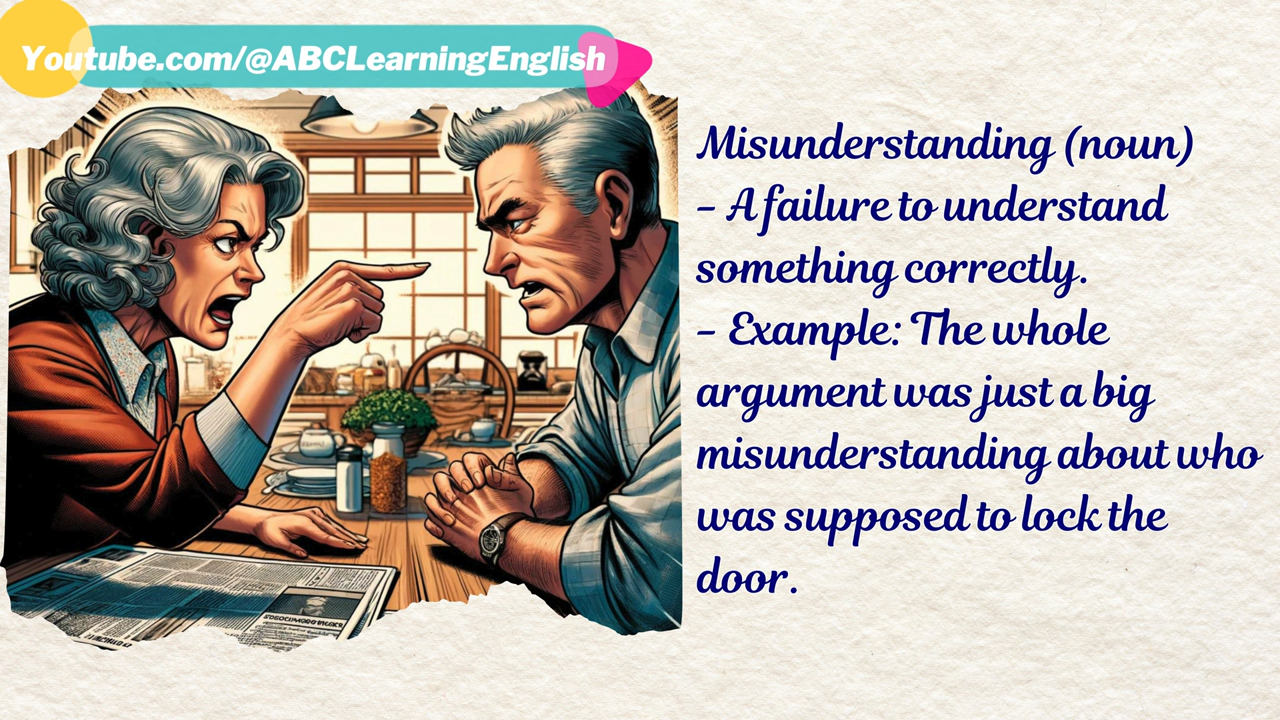 Youtube.com/@ABCLearningEnglish
Misunderstanding (noun)
- A failure to understand
something correctly.
- Example: The whole
argument was just a big
misunderstanding about who
was supposed to lock the
door.